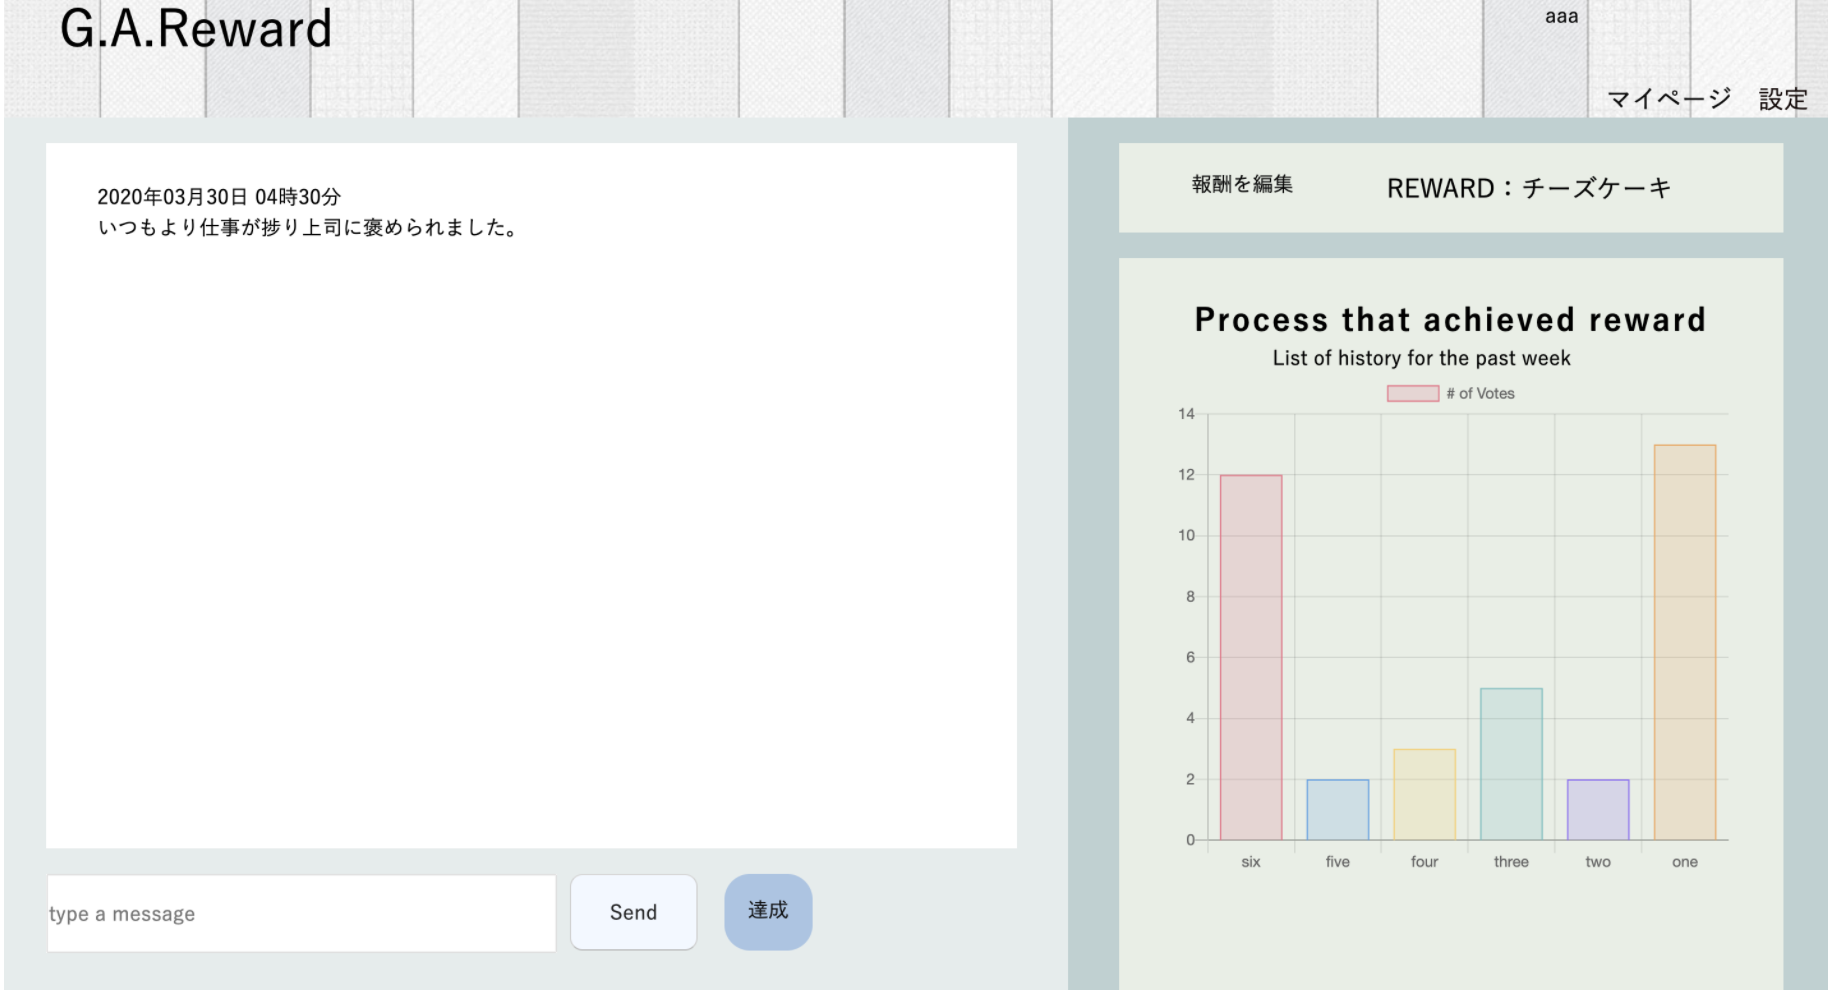 G.A.Reward
aaa
マイページ 設定
2020年03月30日 04時30分
いつもより仕事が捗り上司に褒められました。
type a message
Send
達成
報酬を編集
REWARD：チーズケーキ
Process that achieved reward
List of history for the past week
# of Votes
14
12
10
8
6
4
2
0
six five four three two one